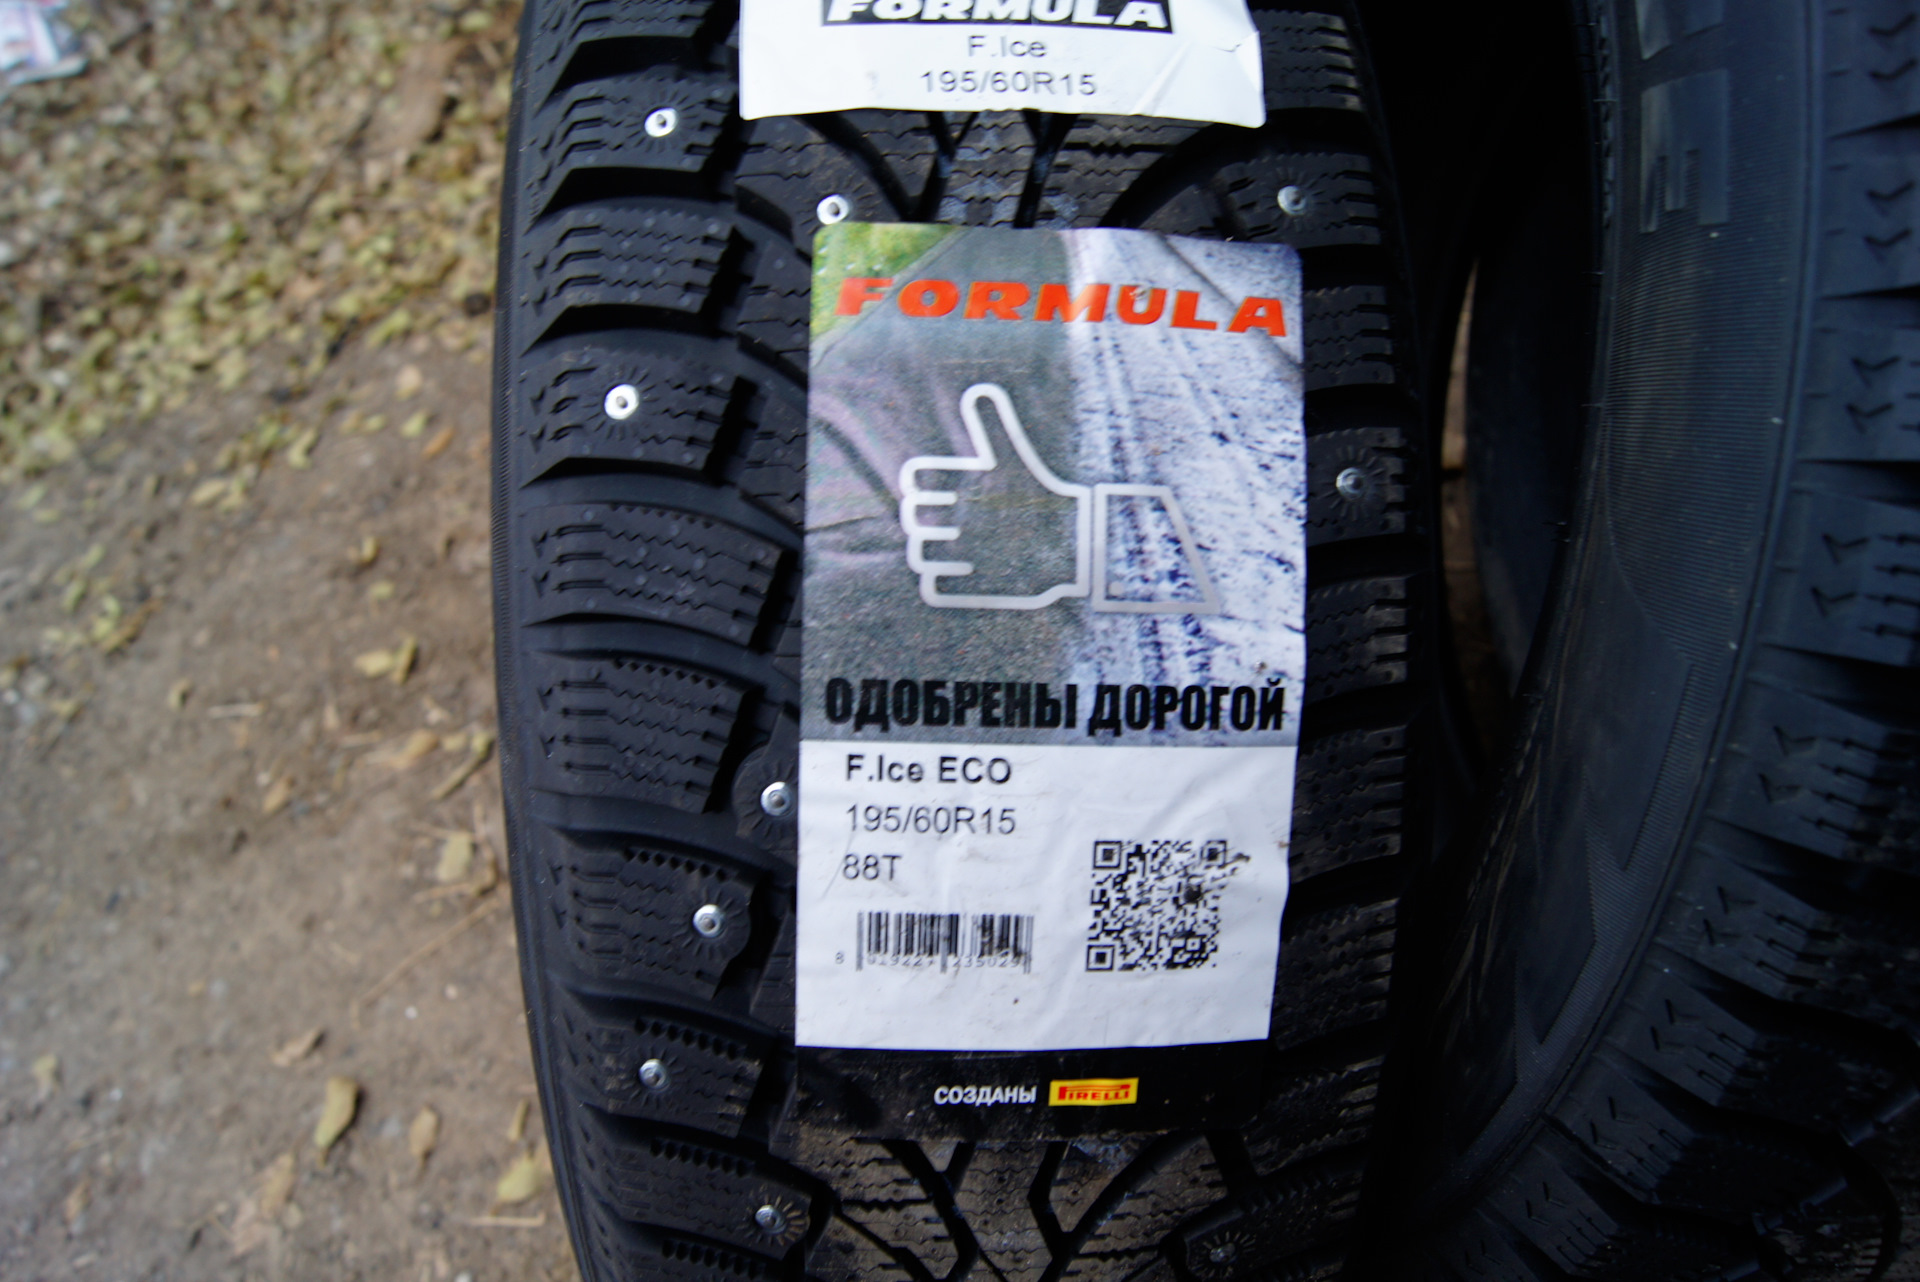 FORMULA
F.Ice
195/60R15
FORMULA
ОДОБРЕНЫ ДОРОГОЙ
F.Ice ECO
195/60R15
88T
СОЗДАНЫ PIRELLI